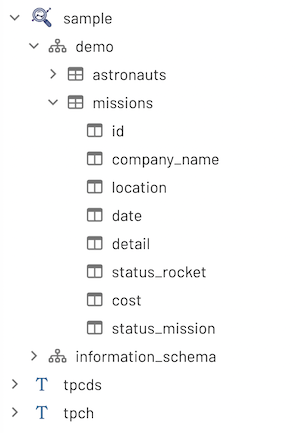 sample
demo
astronauts
missions
id
company_name
location
date
detail
status_rocket
cost
status_mission
information_schema
T tpcds
T tpch